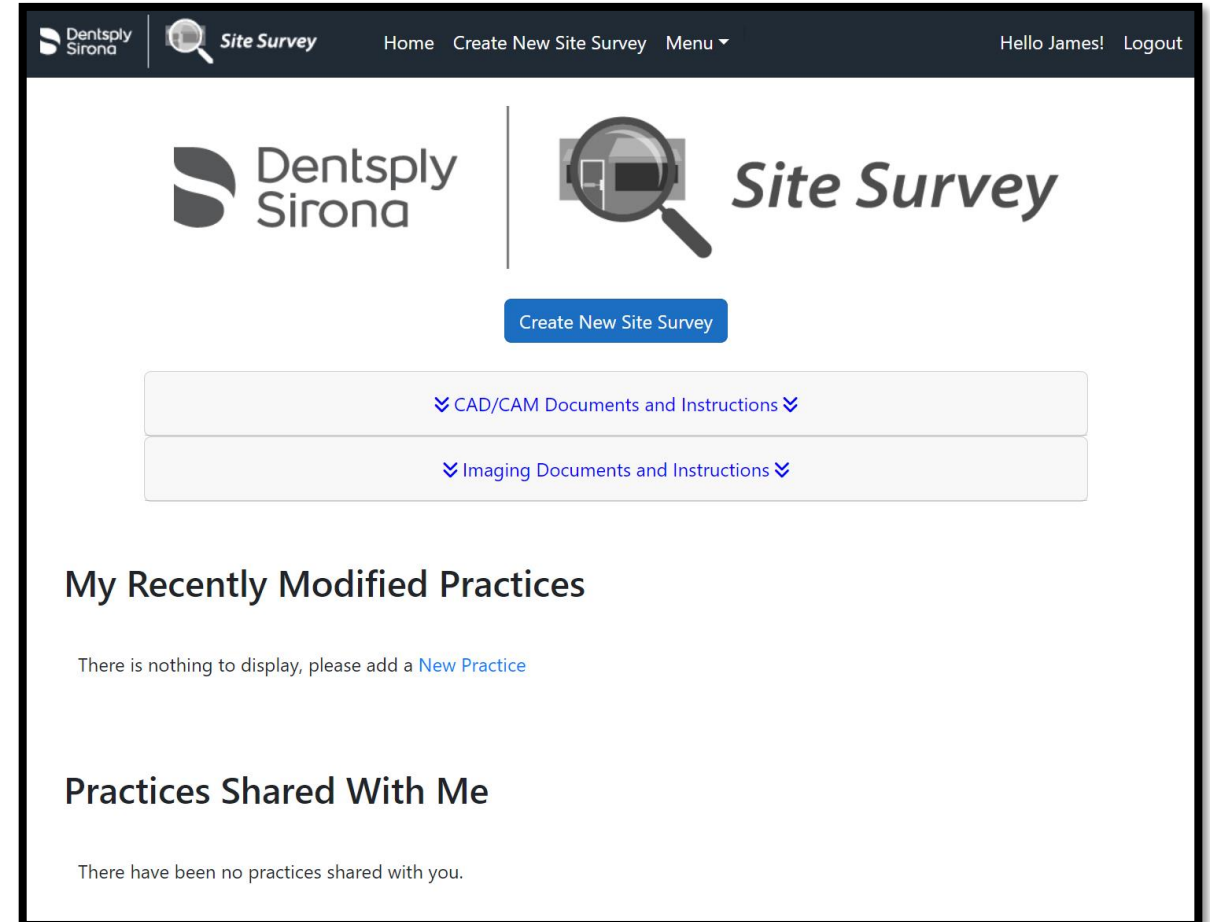 Dentsply
Sirona
Site Survey
Home Create New Site Survey Menu
Hello James! Logout
Dentsply
Sirona
Site Survey
Create New Site Survey
CAD/CAM Documents and Instructions
Imaging Documents and Instructions
My Recently Modified Practices
There is nothing to display, please add a New Practice
Practices Shared With Me
There have been no practices shared with you.